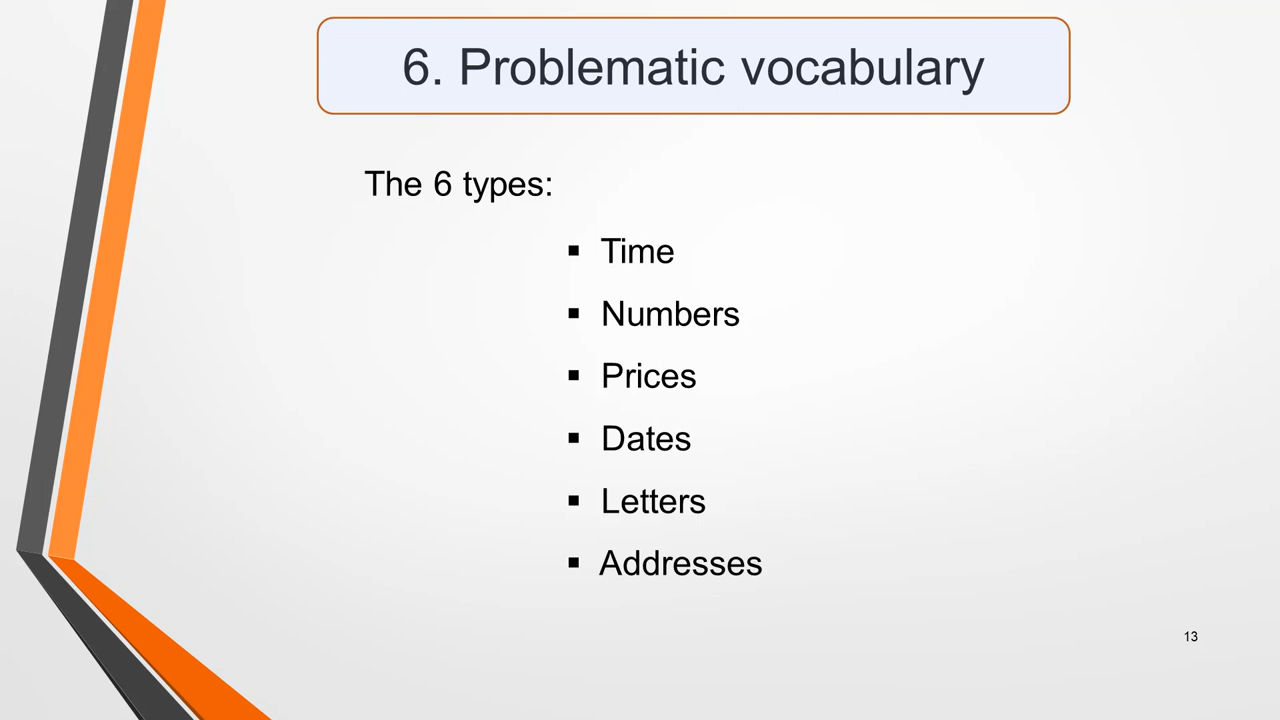 6. Problematic vocabulary
The 6 types:
▪ Time
▪ Numbers
▪ Prices
▪ Dates
▪ Letters
▪ Addresses
13